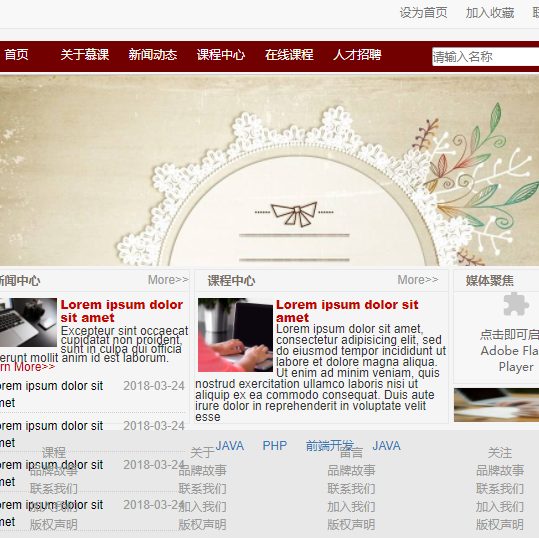 设为首页 加入收藏
首页 关于慕课 新闻动态 课程中心 在线课程 人才招聘 请输入名称
新闻中心 More>>
Lorem ipsum dolor
sit amet
Excepteur sint occaecat
cupidatat non proident,
sunt in culpa qui officia
erunt mollit anim id est laborum.
rn More>>
orem ipsum dolor sit 2018-03-24
met
orem ipsum dolor sit 2018-03-24
met
orem ipsum dolor sit 2018-03-24
met
orem ipsum dolor sit 2018-03-24
met
课程中心 More>>
Lorem ipsum dolor sit
amet
Lorem ipsum dolor sit amet,
consectetur adipisicing elit, sed
do eiusmod tempor incididunt ut
labore et dolore magna aliqua.
Ut enim ad minim veniam, quis
nostrud exercitation ullamco laboris nisi ut
aliquip ex ea commodo consequat. Duis aute
irure dolor in reprehenderit in voluptate velit
esse
媒体聚焦
点击即可启
Adobe Fla
Player
JAVA PHP 前端开发 JAVA
课程 关于 留言 关注
品牌故事 品牌故事 品牌故事 品牌故事
联系我们 联系我们 联系我们 联系我们
加入我们 加入我们 加入我们 加入我们
版权声明 版权声明 版权声明 版权声明